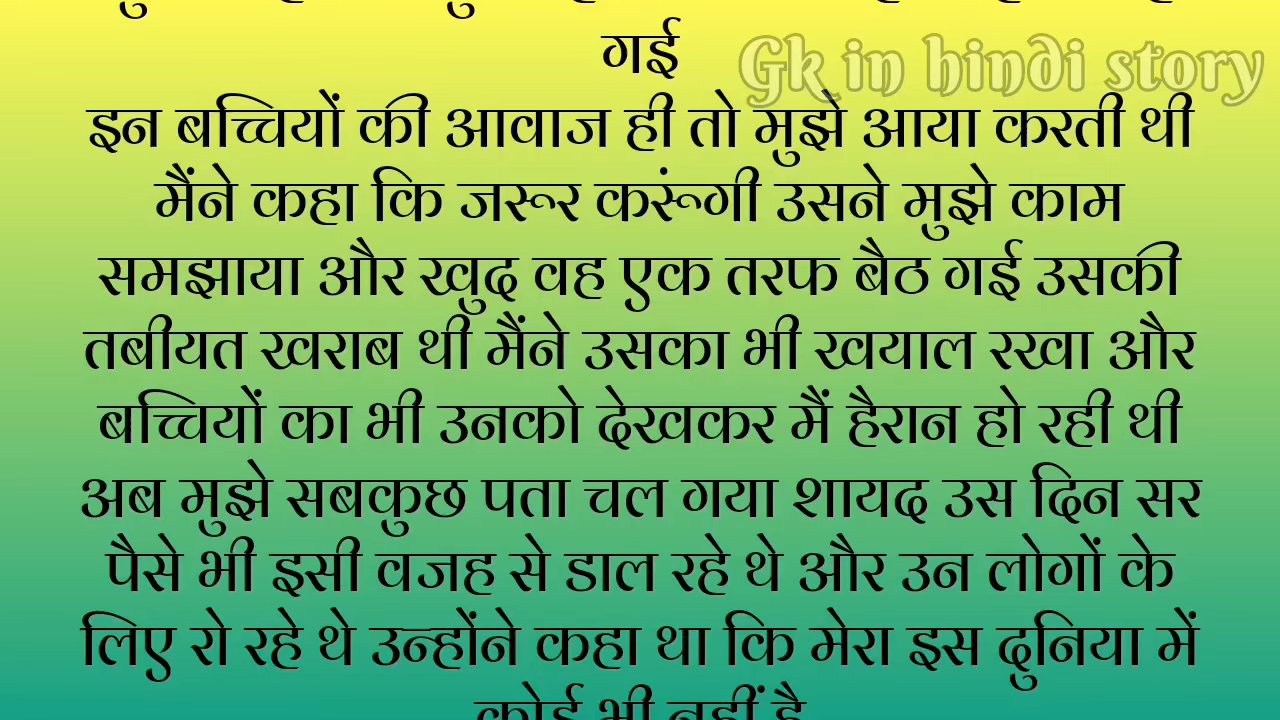 गई
Gk in hindi story
इन बच्चियों की आवाज ही तो मुझे आया करती थी
मैंने कहा कि जरूर करूंगी उसने मुझे काम
समझाया और खुद वह एक तरफ बैठ गई उसकी
तबीयत खराब थी मैंने उसका भी खयाल रखा और
बच्चियों का भी उनको देखकर मैं हैरान हो रही थी
अब मुझे सबकुछ पता चल गया शायद उस दिन सर
पैसे भी इसी वजह से डाल रहे थे और उन लोगों के
लिए रो रहे थे उन्होंने कहा था कि मेरा इस दुनिया में
कोई भी नहीं है